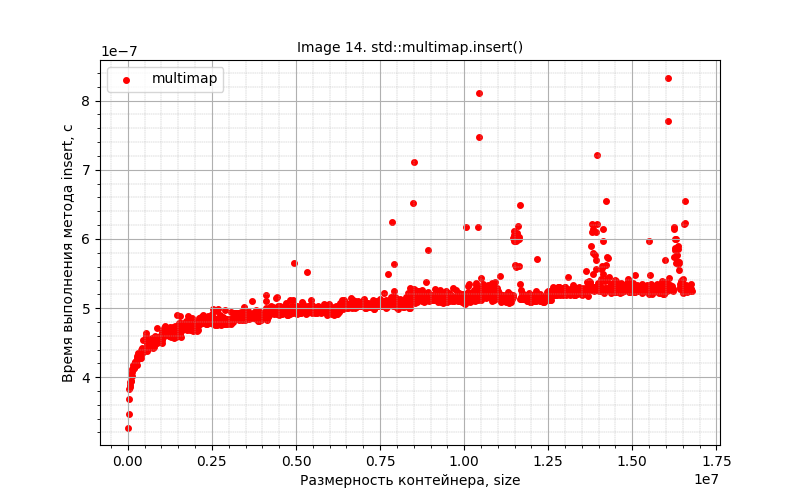 Image 14. std::multimap.insert()
1e−7
multimap
8
7
6
5
4
Время выполнения метода insert, с
0.00 0.25 0.50 0.75 1.00 1.25 1.50 1.75
1e7
Размерность контейнера, size